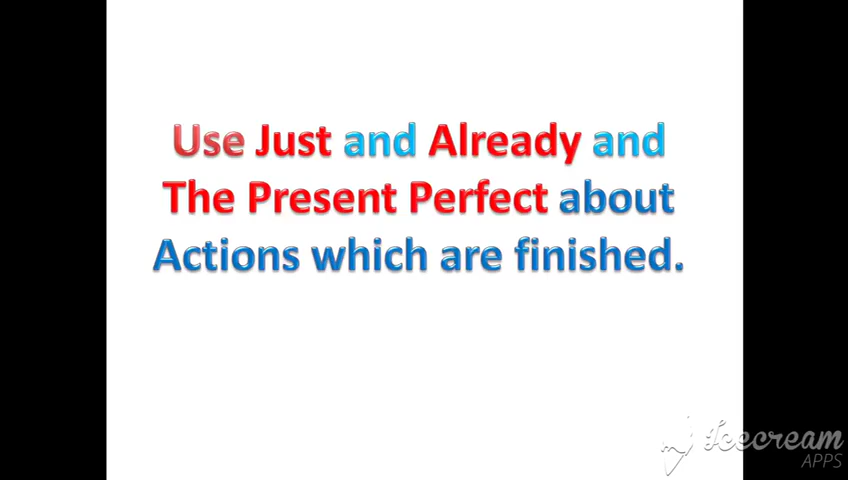 Use Just and Already and
The Present Perfect about
Actions which are finished.
Icecream
APPS